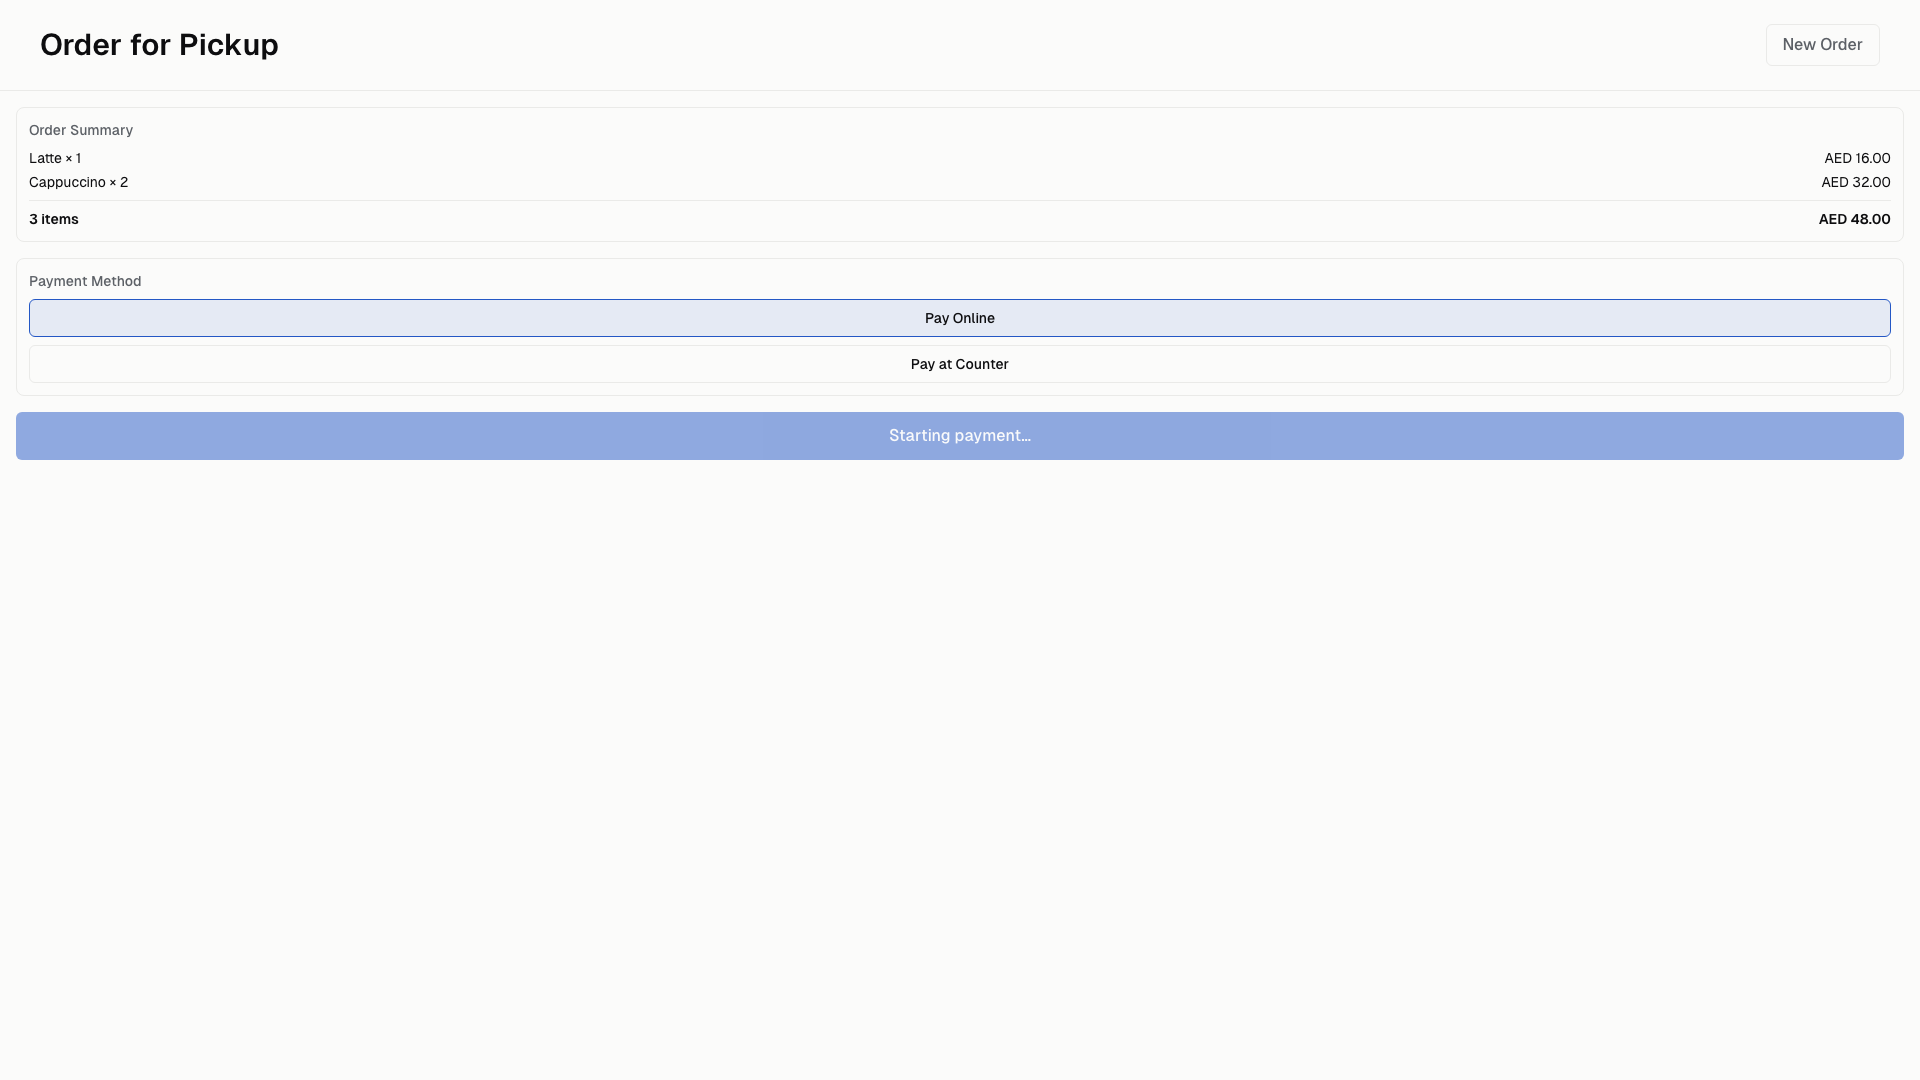 Order for Pickup
New Order
Order Summary
Latte × 1 AED 16.00
Cappuccino × 2 AED 32.00
3 items AED 48.00
Payment Method
Pay Online
Pay at Counter
Starting payment...